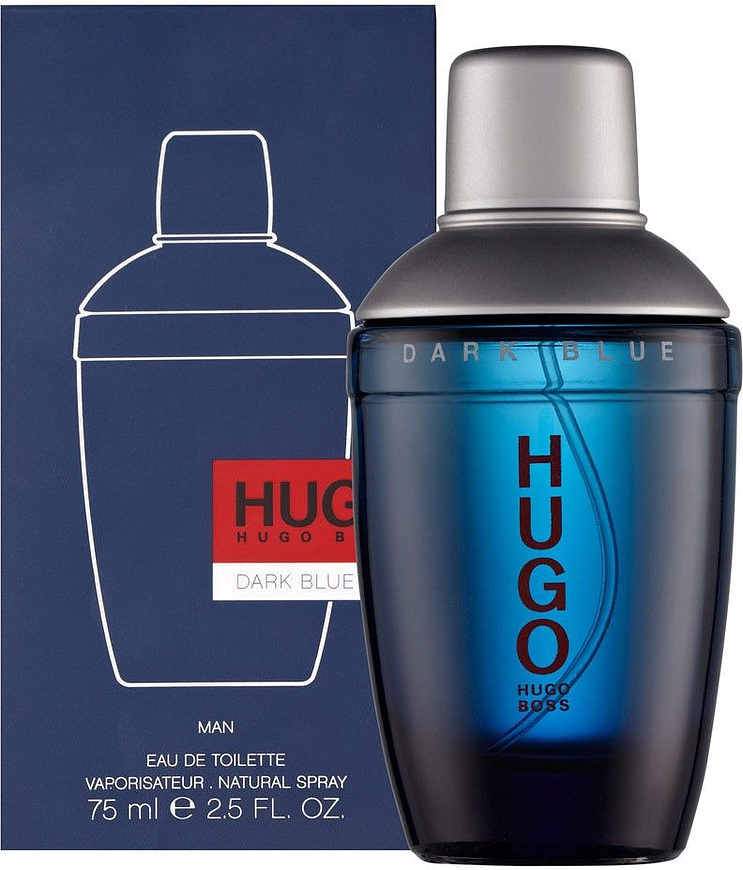 HUG
HUGO B
DARK BLUE
MAN
EAU DE TOILETTE
VAPORISATEUR . NATURAL SPRAY
75 ml ℮ 2.5 FL. OZ.
DARK BLUE
HUGO
HUGO
BOSS